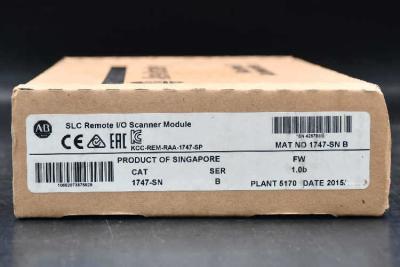 AB
SLC Remote I/O Scanner Module
CE EAC
KCC-REM-RAA-1747-SP
MAT NO 1747-SN B
PRODUCT OF SINGAPORE
FW
CAT
SER
1.0b
1747-SN
B
PLANT 5170 DATE 2015/